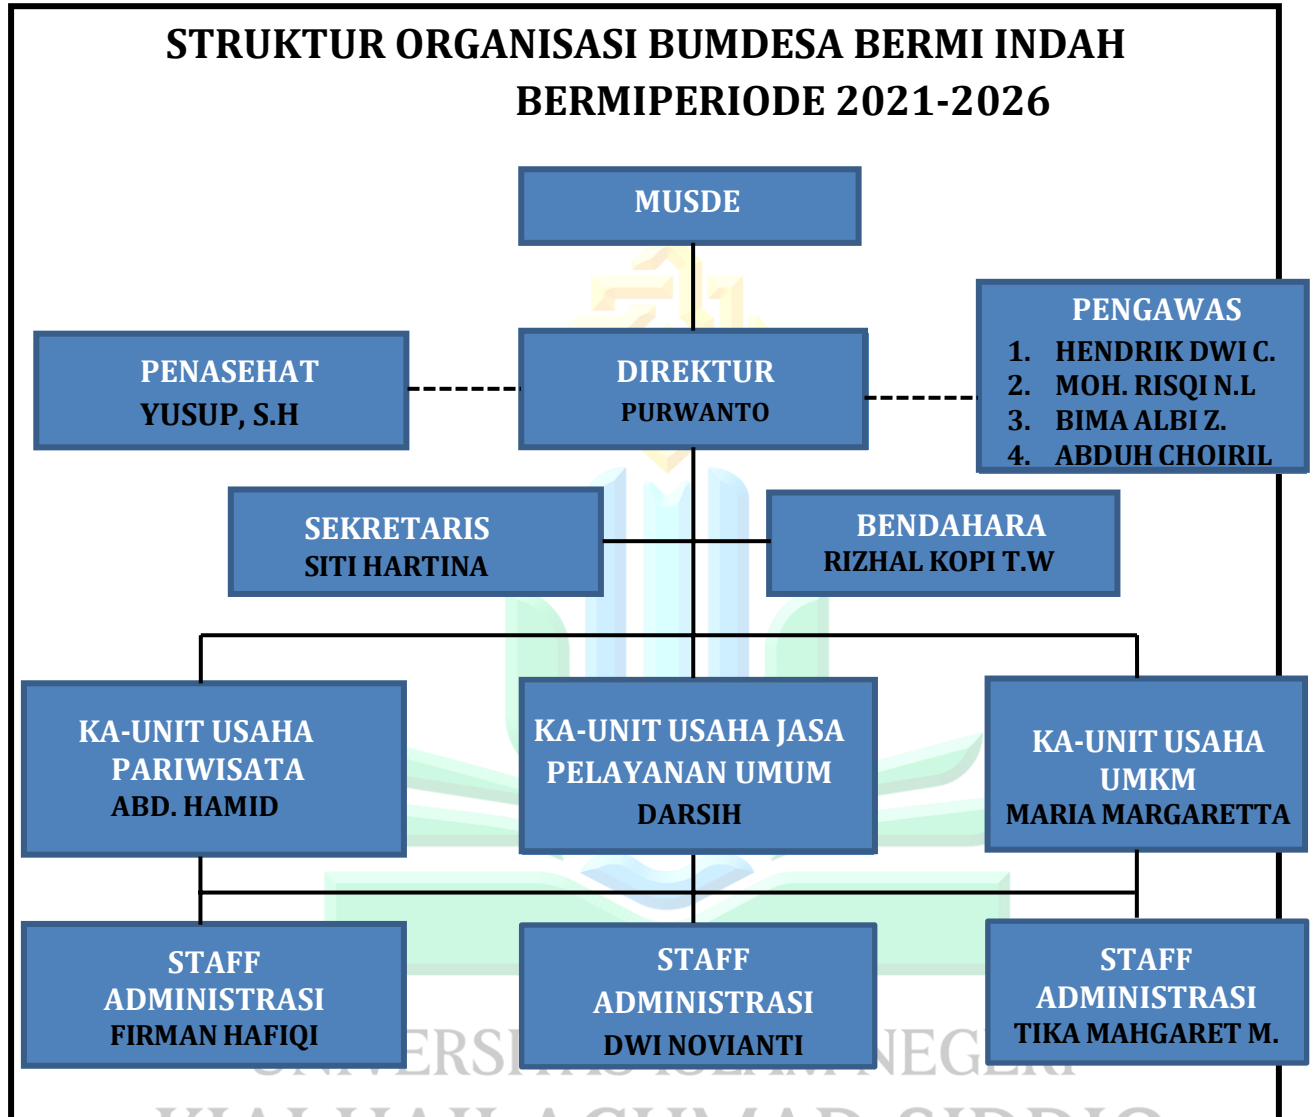 STRUKTUR ORGANISASI BUMDESA BERMI INDAH
BERMIPERIODE 2021-2026
MUSDE
PENASEHAT
YUSUP, S.H
DIREKTUR
PURWANTO
PENGAWAS
1. HENDRIK DWI C.
2. MOH. RISQI N.L
3. BIMA ALBI Z.
4. ABDUH CHOIRIL
SEKRETARIS
SITI HARTINA
BENDAHARA
RIZHAL KOPI T.W
KA-UNIT USAHA
PARIWISATA
ABD. HAMID
KA-UNIT USAHA JASA
PELAYANAN UMUM
DARSIH
KA-UNIT USAHA
UMKM
MARIA MARGARETTA
STAFF
ADMINISTRASI
FIRMAN HAFIQI
STAFF
ADMINISTRASI
DWI NOVIANTI
STAFF
ADMINISTRASI
TIKA MAHGARET M.